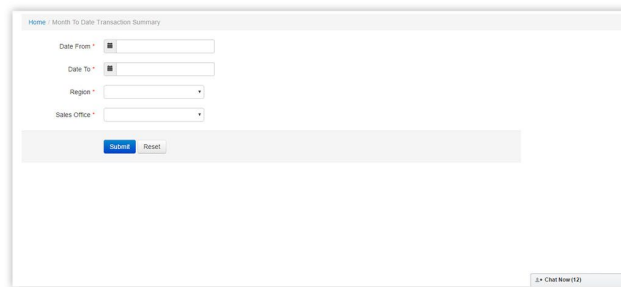 Home / Month To Date Transaction Summary
Date From *
Date To *
Region *
Sales Office *
Submit Reset
Chat Now (12)